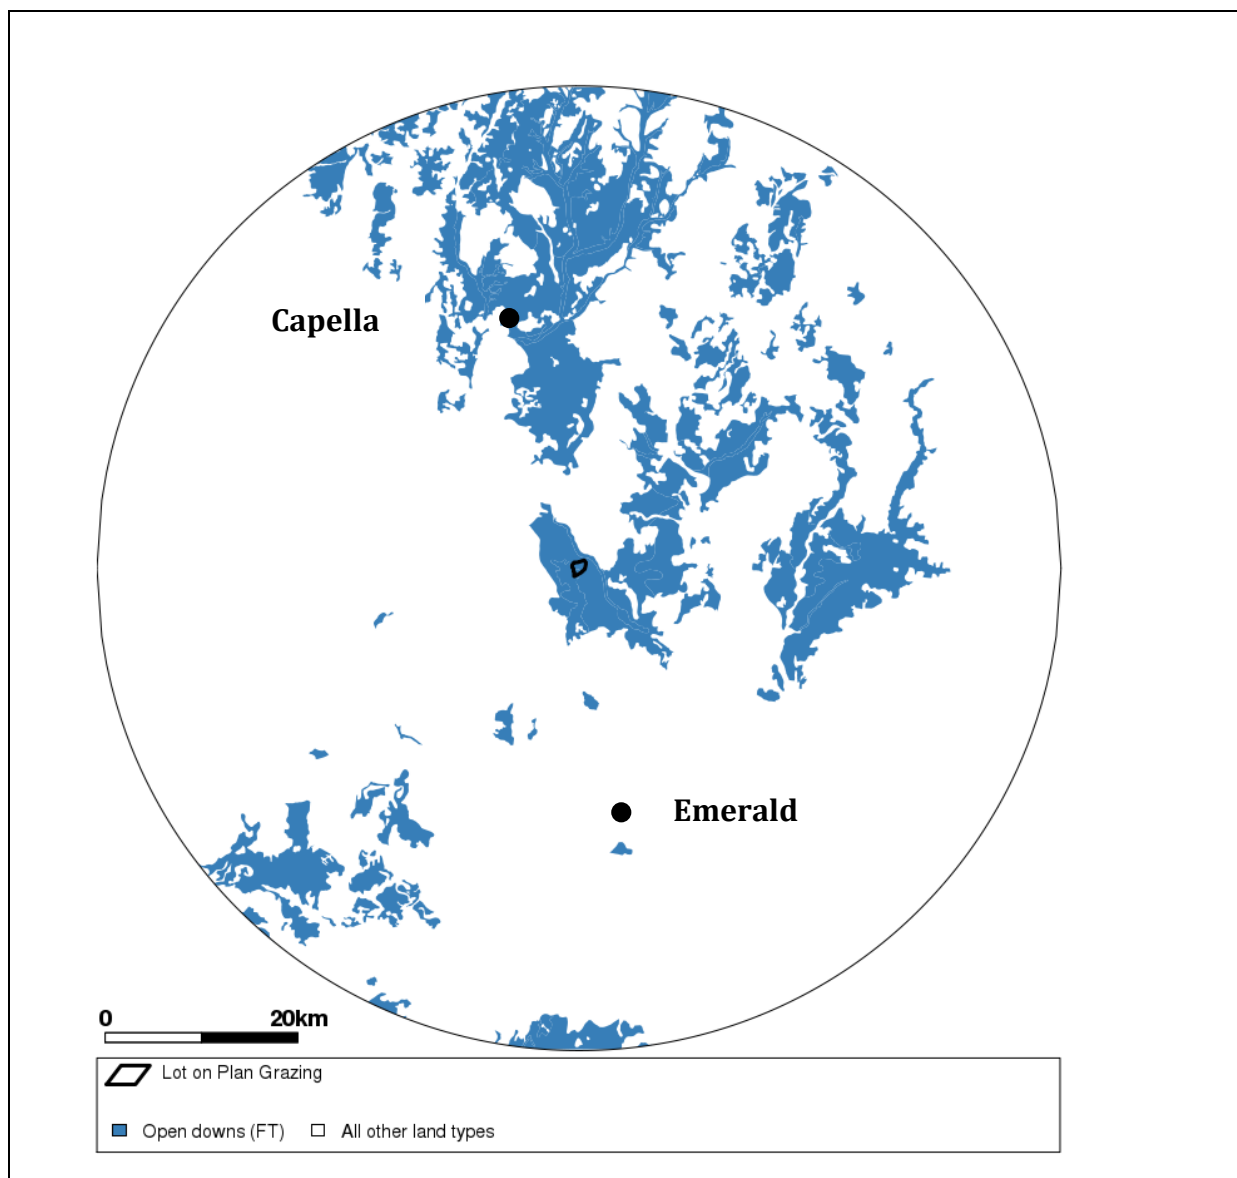 Capella
Emerald
0 20km
Lot on Plan Grazing
Open downs (FT) All other land types